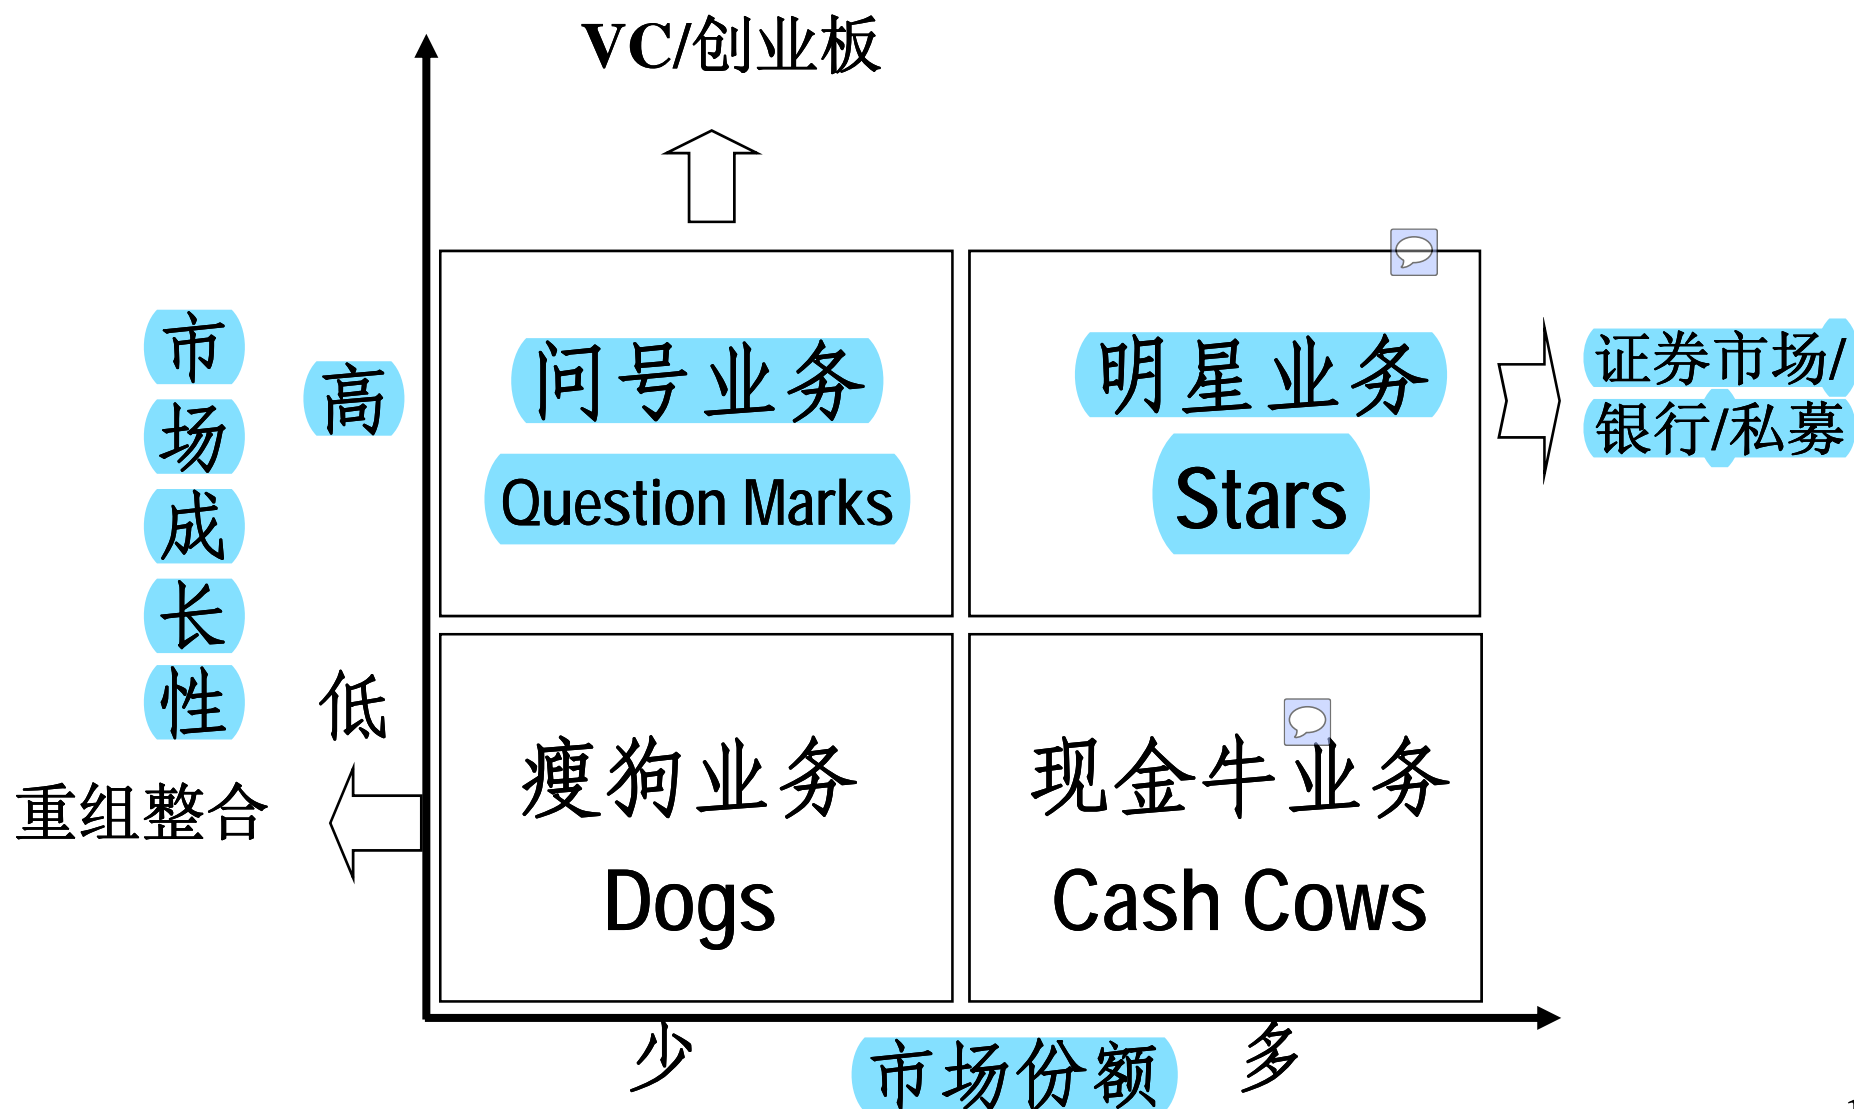 VC/创业板
市场成长性
高
问号业务
Question Marks
明星业务
Stars
证券市场/
银行/私募
低
重组整合
瘦狗业务
Dogs
现金牛业务
Cash Cows
少
市场份额
多